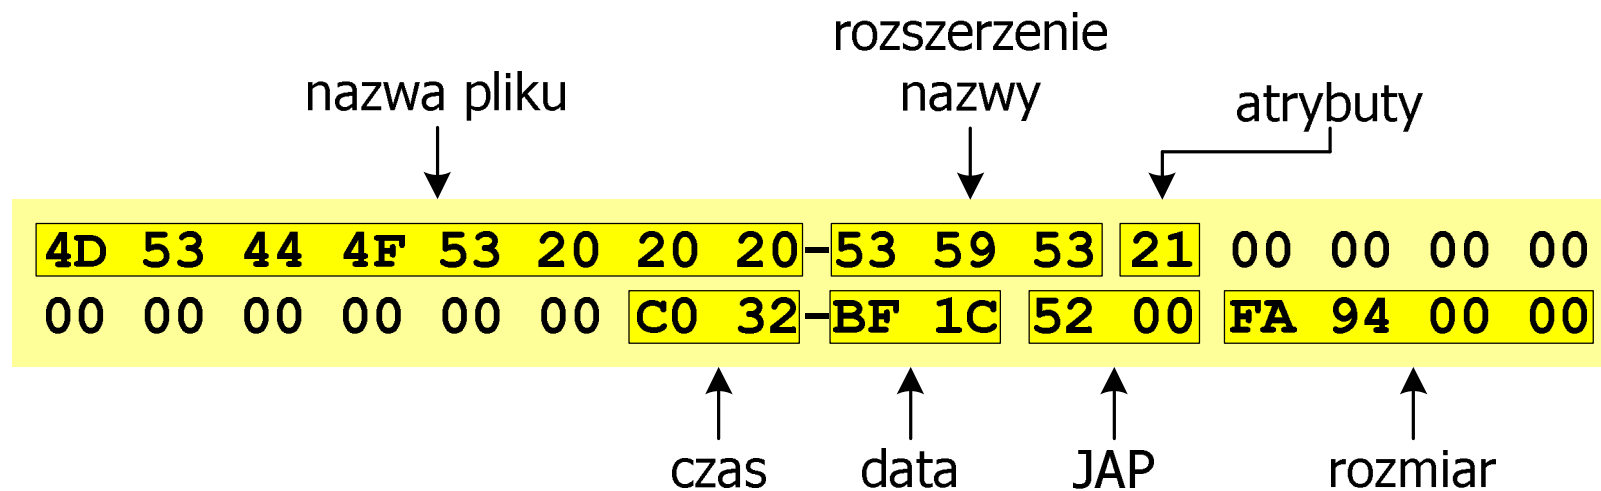 rozszerzenie
nazwa pliku nazwy atrybuty
4D 53 44 4F 53 20 20 20-53 59 53 21 00 00 00 00
00 00 00 00 00 00 C0 32-BF 1C 52 00 FA 94 00 00
czas data JAP rozmiar